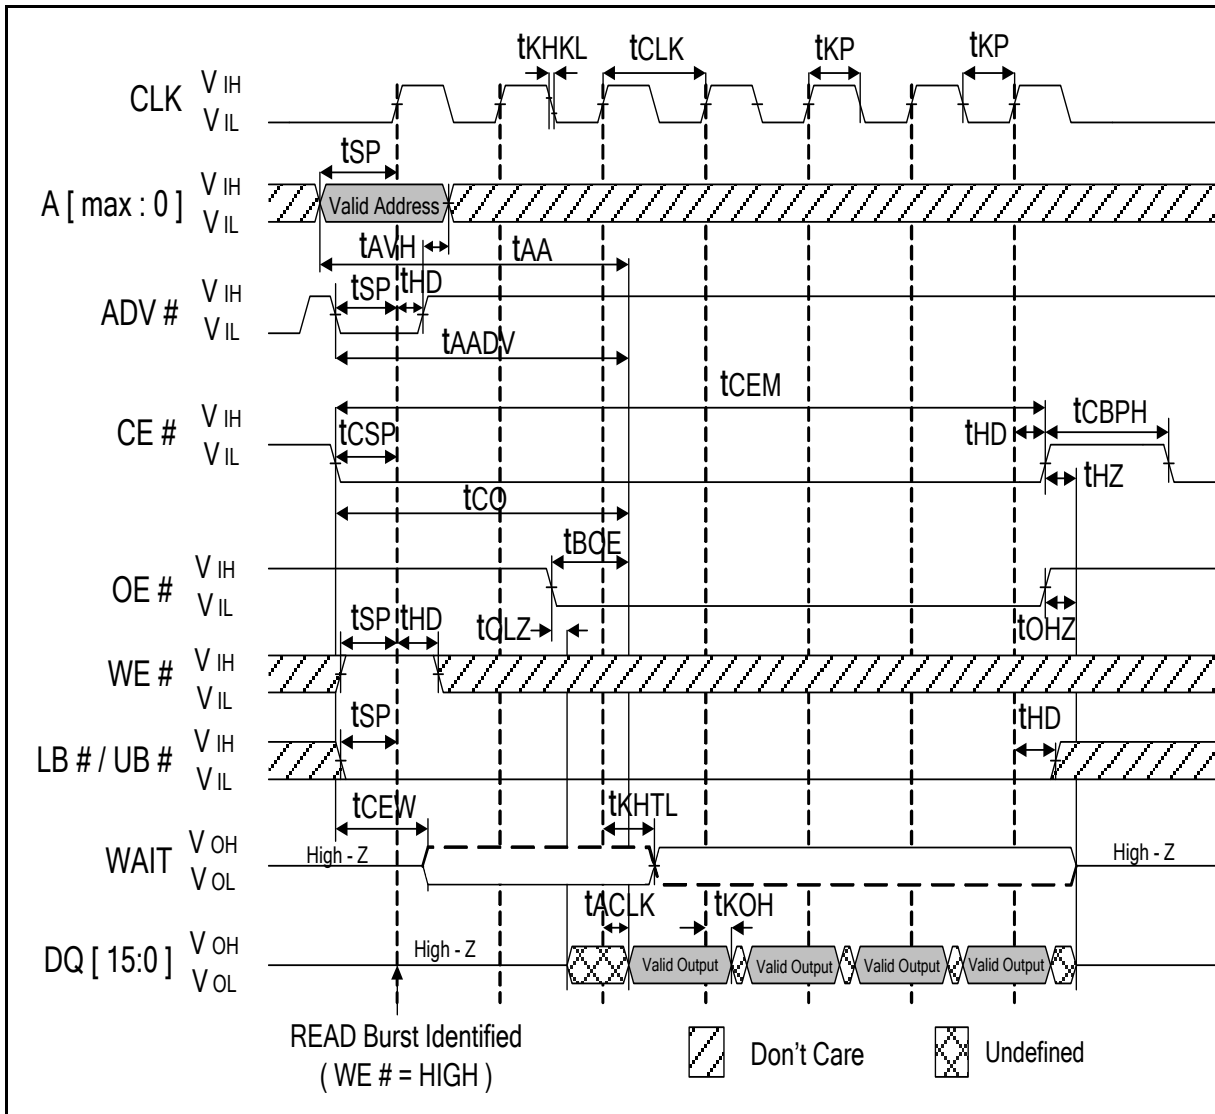 tKHKL tCLK tKP tKP
CLK V IH
V IL
tSP
A [ max : 0 ] V IH
V IL
Valid Address
tAVH tAA
ADV # V IH
V IL
tSP tHD
tAADV
tCEM
CE # V IH
V IL
tCSP tHD tCBPH
tHZ
tCO
tBOE
OE # V IH
V IL
tOLZ tOHZ
tSP tHD
WE # V IH
V IL
tSP tHD
LB # / UB # V IH
V IL
tCEW tKHTL
WAIT V OH
V OL
High - Z High - Z
tACLK tKOH
DQ [ 15:0 ] V OH
V OL
High - Z Valid Output Valid Output Valid Output Valid Output
READ Burst Identified
( WE # = HIGH )
Don't Care Undefined